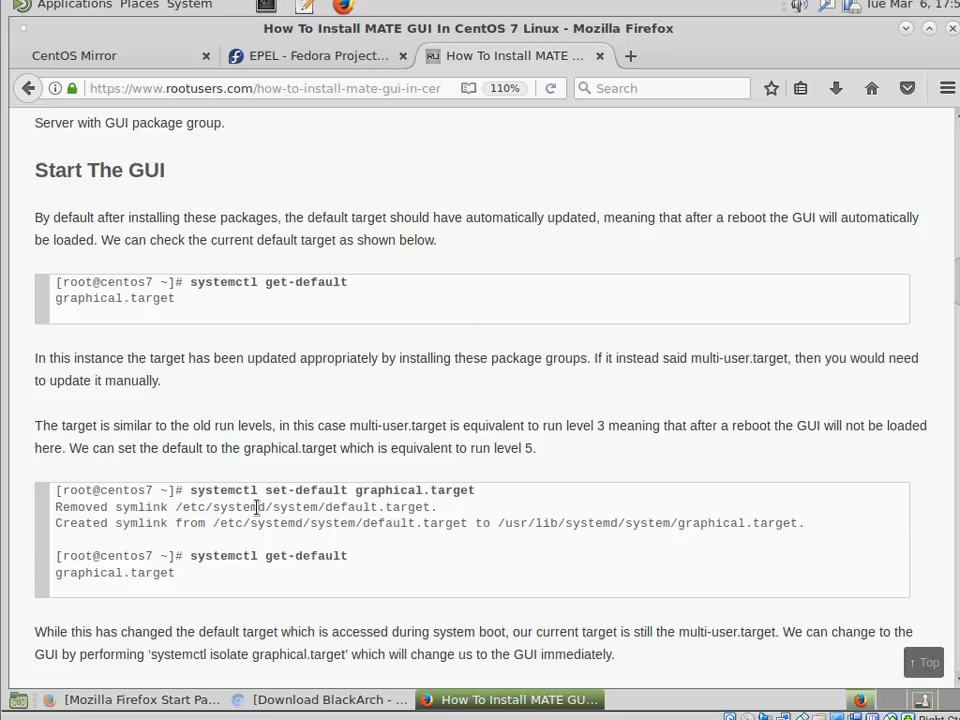 Applications Places System
Tue Mar 6, 17:5
How To Install MATE GUI In CentOS 7 Linux - Mozilla Firefox
CentOS Mirror
EPEL - Fedora Project...
How To Install MATE ...
https://www.rootusers.com/how-to-install-mate-gui-in-cer
110%
Search
Server with GUI package group.
Start The GUI
By default after installing these packages, the default target should have automatically updated, meaning that after a reboot the GUI will automatically
be loaded. We can check the current default target as shown below.
[root@centos7 ~]# systemctl get-default
graphical.target
In this instance the target has been updated appropriately by installing these package groups. If it instead said multi-user.target, then you would need
to update it manually.
The target is similar to the old run levels, in this case multi-user.target is equivalent to run level 3 meaning that after a reboot the GUI will not be loaded
here. We can set the default to the graphical.target which is equivalent to run level 5.
[root@centos7 ~]# systemctl set-default graphical.target
Removed symlink /etc/systemd/system/default.target.
Created symlink from /etc/systemd/system/default.target to /usr/lib/systemd/system/graphical.target.
[root@centos7 ~]# systemctl get-default
graphical.target
While this has changed the default target which is accessed during system boot, our current target is still the multi-user.target. We can change to the
GUI by performing ‘systemctl isolate graphical.target’ which will change us to the GUI immediately.
↑ Top
[Mozilla Firefox Start Pa...
[Download BlackArch - ...
How To Install MATE GU...